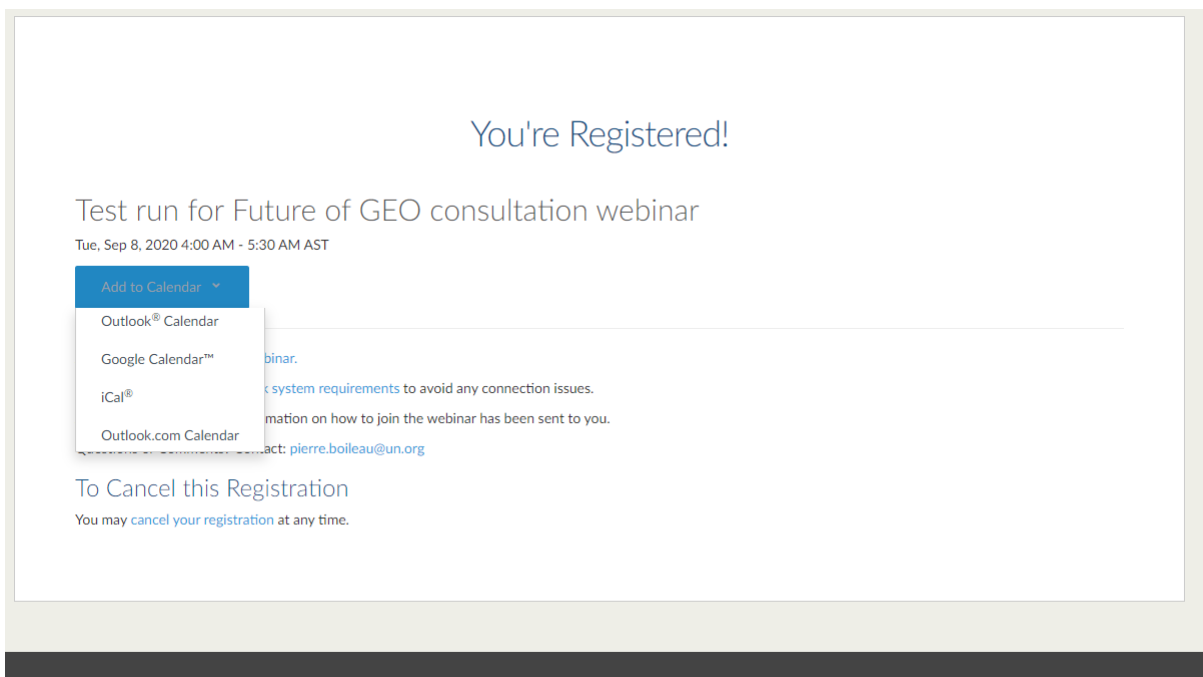 You're Registered!
Test run for Future of GEO consultation webinar
Tue, Sep 8, 2020 4:00 AM - 5:30 AM AST
Add to Calendar
Outlook® Calendar
Google Calendar™
iCal®
Outlook.com Calendar
binar.
system requirements to avoid any connection issues.
mation on how to join the webinar has been sent to you.
act: pierre.boileau@un.org
To Cancel this Registration
You may cancel your registration at any time.